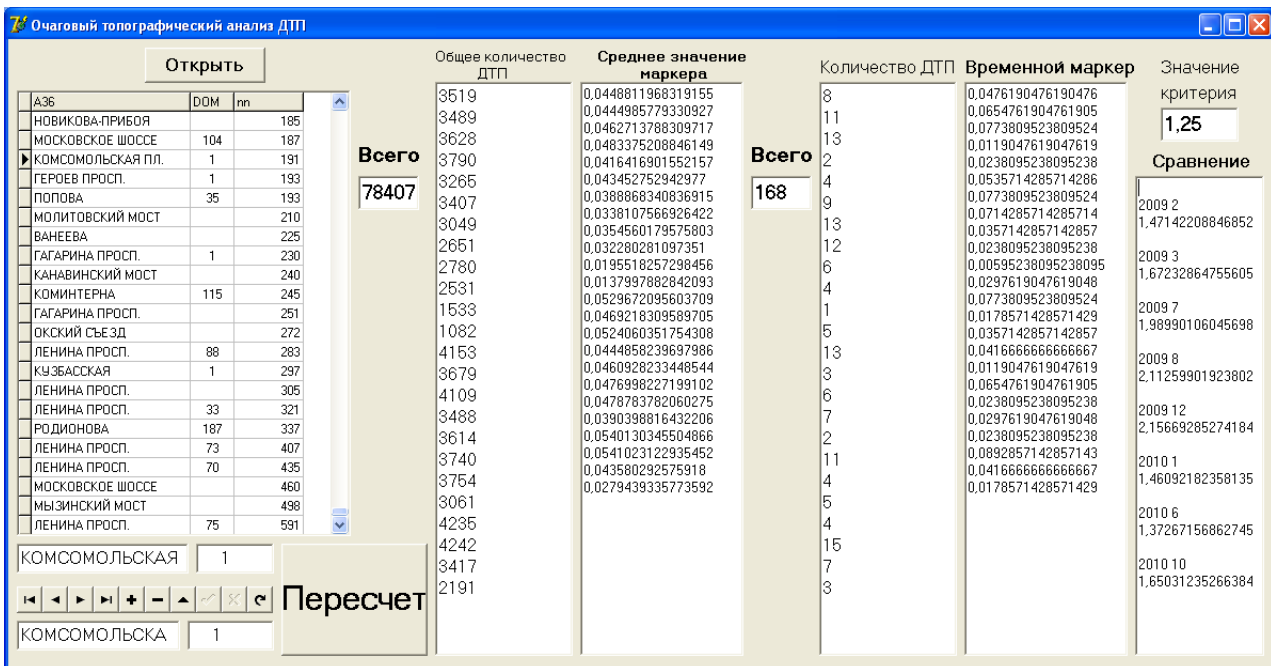 Очаговый топографический анализ ДТП
Открыть
АЗ6 DOM nn
НОВИКОВА-ПРИБОЯ 185
МОСКОВСКОЕ ШОССЕ 104 187
КОМСОМОЛЬСКАЯ ПЛ. 1 191
ГЕРОЕВ ПРОСП. 1 193
ПОПОВА 35 193
МОЛИТОВСКИЙ МОСТ 210
ВАНЕЕВА 225
ГАГАРИНА ПРОСП. 1 230
КАНАВИНСКИЙ МОСТ 240
КОМИНТЕРНА 115 245
ГАГАРИНА ПРОСП. 251
ОКСКИЙ СЪЕЗД 272
ЛЕНИНА ПРОСП. 88 283
КУЗБАССКАЯ 1 297
ЛЕНИНА ПРОСП. 305
ЛЕНИНА ПРОСП. 33 321
РОДИОНОВА 187 337
ЛЕНИНА ПРОСП. 73 407
ЛЕНИНА ПРОСП. 70 435
МОСКОВСКОЕ ШОССЕ 460
МЫЗИНСКИЙ МОСТ 498
ЛЕНИНА ПРОСП. 75 591
КОМСОМОЛЬСКАЯ 1
КОМСОМОЛЬСКА 1
Пересчет
Всего
78407
Общее количество
ДТП
3519
3489
3628
3790
3265
3407
3049
2651
2780
2531
1533
1082
4153
3679
4109
3488
3614
3740
3754
3061
4235
4242
3417
2191
Среднее значение
маркера
0,0448811968319155
0,0444985779330927
0,0462713788309717
0,0483375208846149
0,0416416901552157
0,043452752942977
0,0388868340836915
0,0338107566926422
0,0354560179575803
0,032280281097351
0,0195518257298456
0,0137997882842093
0,0529672095603709
0,0469218309589705
0,0524060351754308
0,0444858239697986
0,0460928233448544
0,0476998227199102
0,0478783782060275
0,0390398816432206
0,0540130345504866
0,0541023122935452
0,043580292575918
0,0279439335773592
Всего
168
Количество ДТП
8
11
13
2
4
9
13
12
6
4
1
5
13
3
6
7
2
11
4
5
4
15
7
3
Временной маркер
0,0476190476190476
0,0654761904761905
0,0773809523809524
0,0119047619047619
0,0238095238095238
0,0535714285714286
0,0773809523809524
0,0714285714285714
0,0357142857142857
0,0238095238095238
0,00595238095238095
0,0297619047619048
0,0773809523809524
0,0178571428571429
0,0357142857142857
0,0416666666666667
0,0119047619047619
0,0654761904761905
0,0238095238095238
0,0297619047619048
0,0238095238095238
0,0892857142857143
0,0416666666666667
0,0178571428571429
Значение
критерия
1,25
Сравнение
2009 2
1,47142208846852
2009 3
1,67232864755605
2009 7
1,98990106045698
2009 8
2,11259901923802
2009 12
2,15669285274184
2010 1
1,46092182358135
2010 6
1,37267156862745
2010 10
1,65031235266384